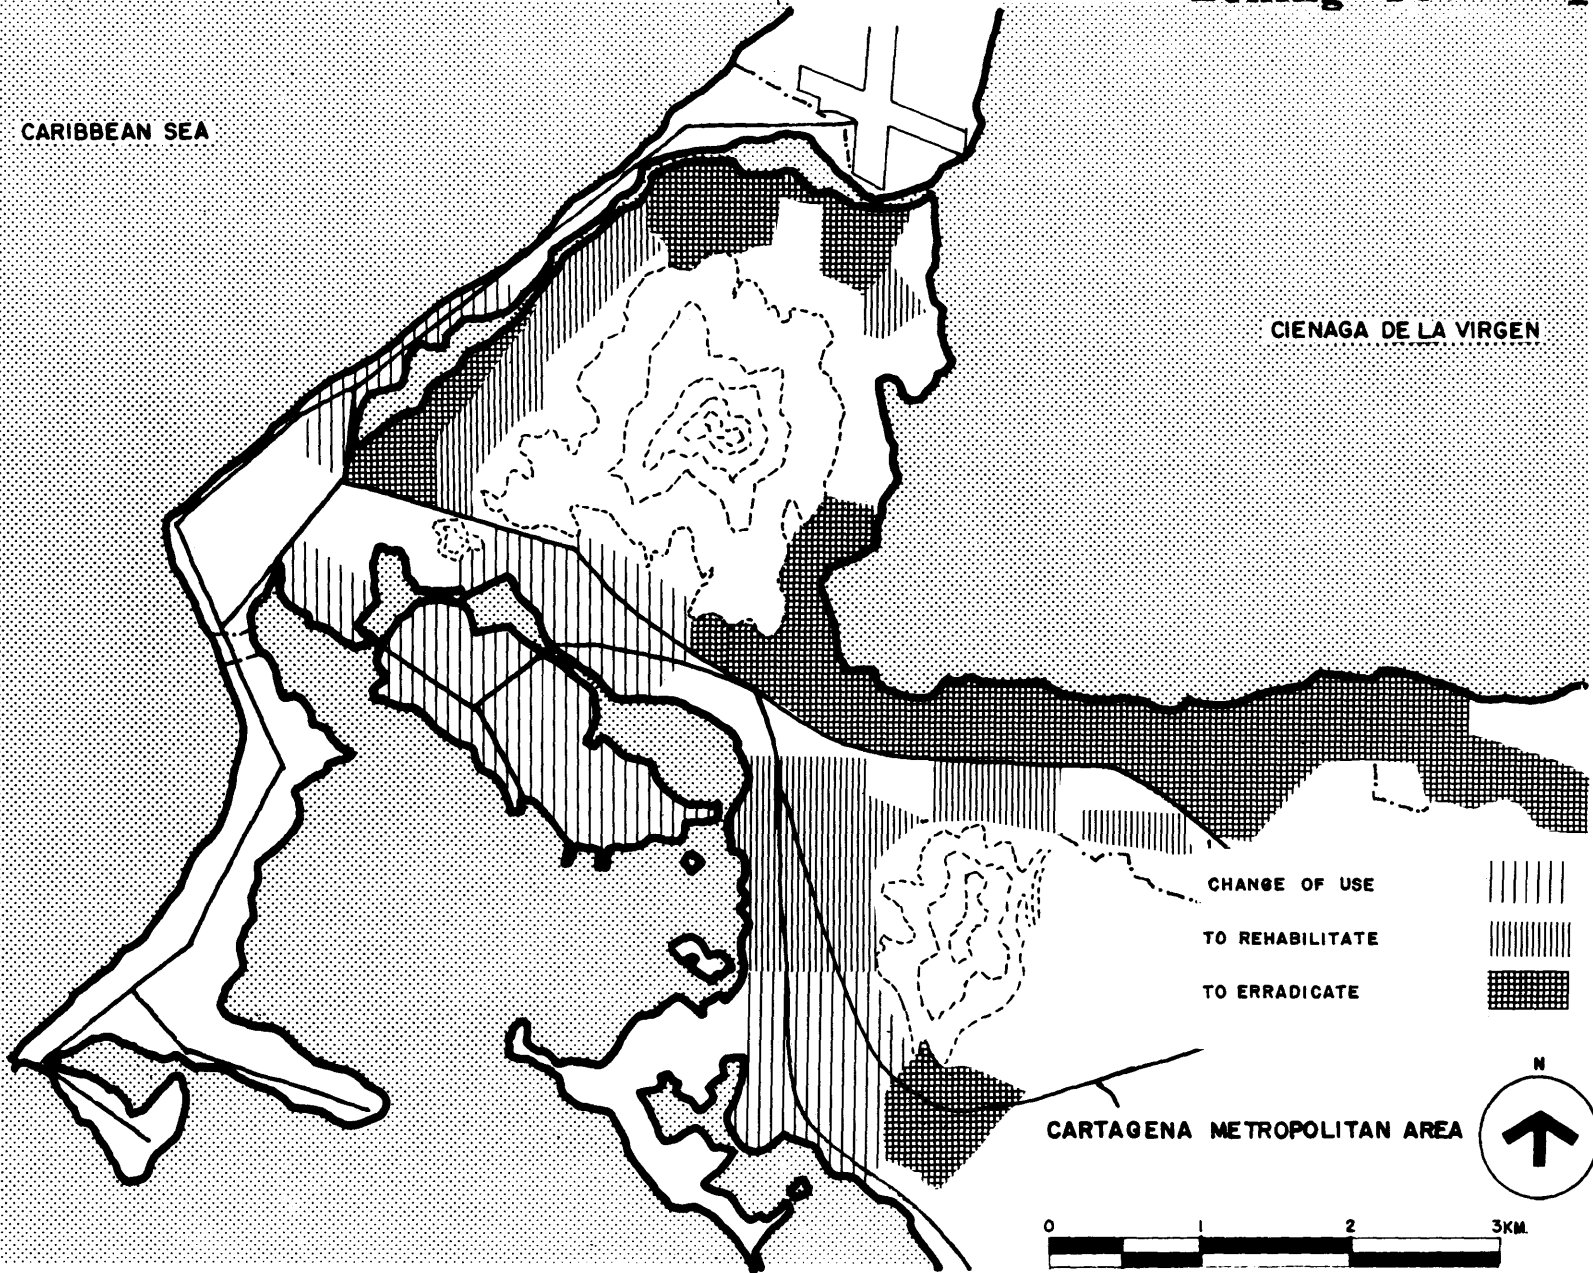 CARIBBEAN SEA
CIENAGA DE LA VIRGEN
CHANGE OF USE
TO REHABILITATE
TO ERRADICATE
N
CARTAGENA METROPOLITAN AREA
0 1 2 3KM.